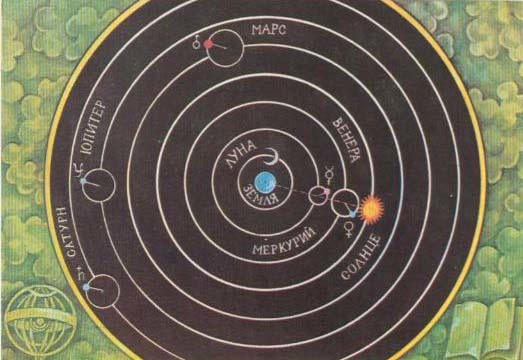 МАРС
ЮПИТЕР
ВЕНЕРА
ЛУНА
ЗЕМЛЯ
МЕРКУРИЙ
САТУРН
СОЛНЦЕ